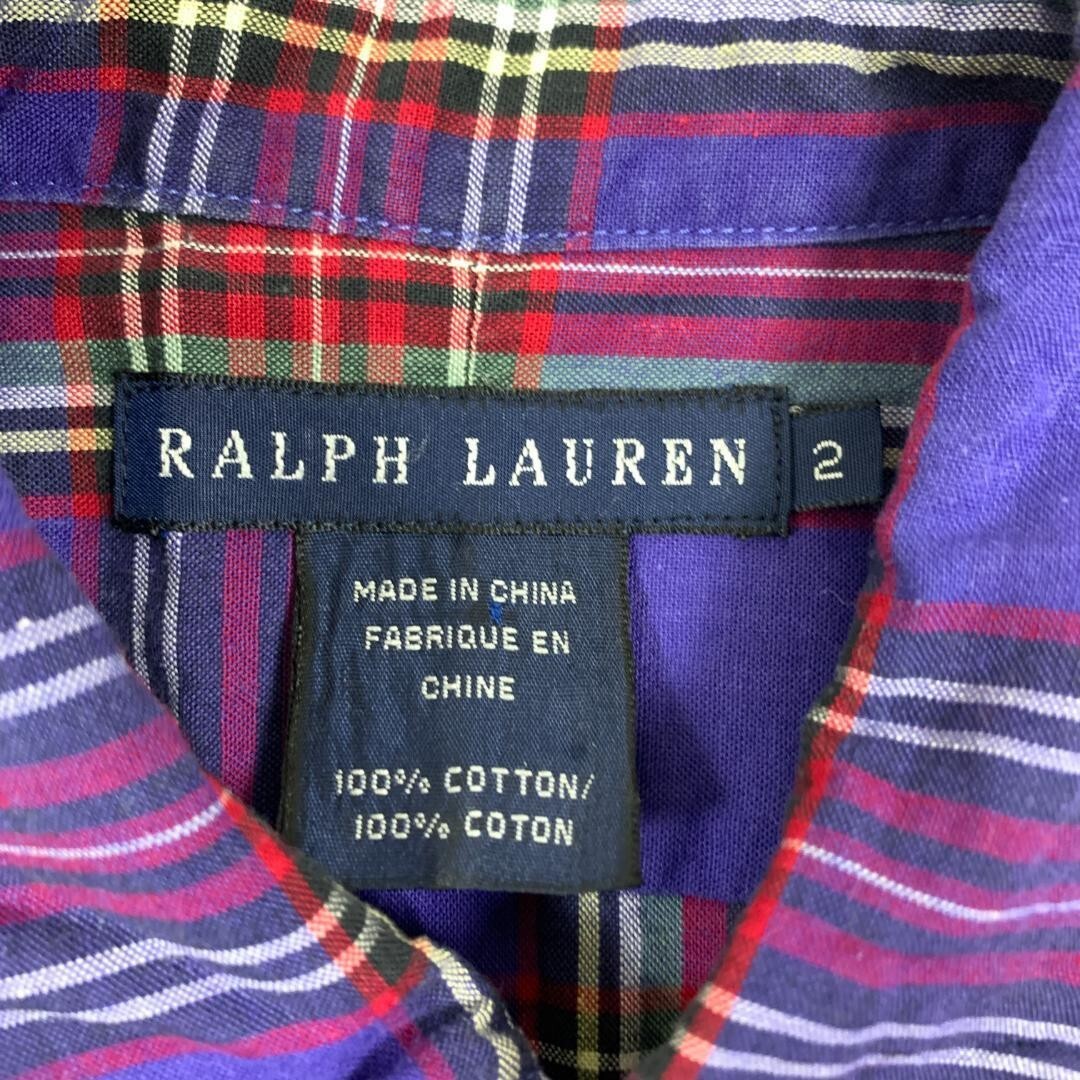 RALPH LAUREN 2
MADE IN CHINA
FABRIQUE EN
CHINE
100% COTTON/
100% COTON